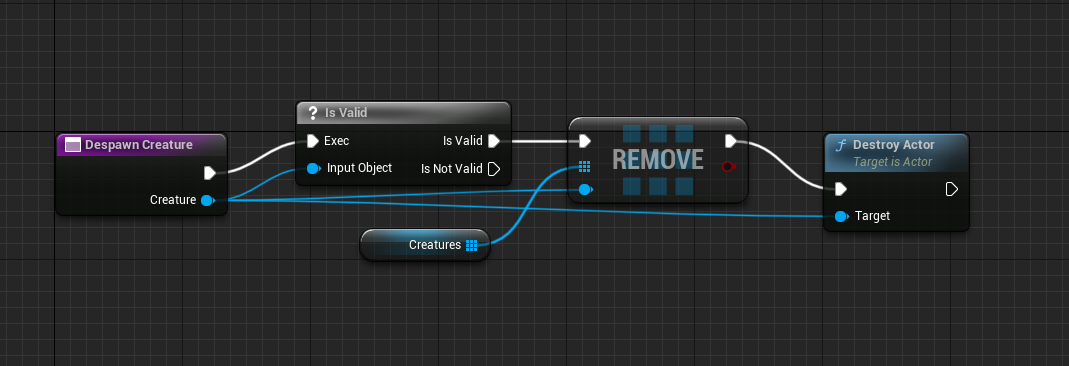 Despawn Creature
Creature
? Is Valid
Exec
Is Valid
Input Object
Is Not Valid
Creatures
REMOVE
f Destroy Actor
Target is Actor
Target